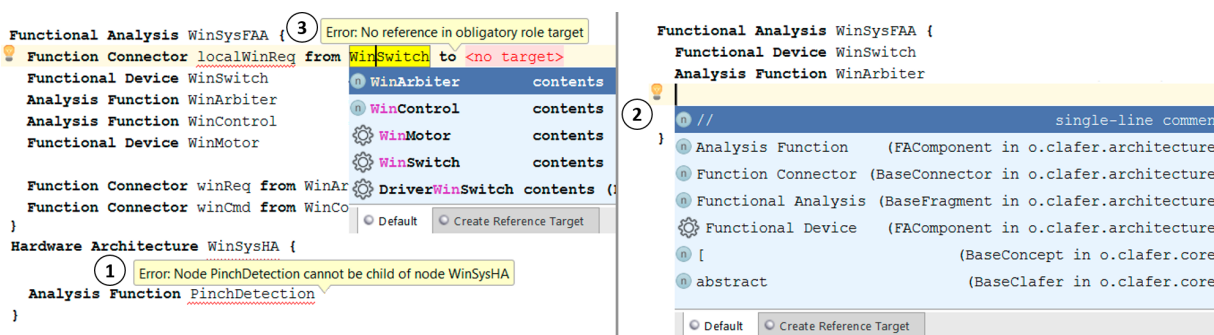 Functional Analysis WinSysFAA {
3
Error: No reference in obligatory role target
Function Connector localWinReq from WinSwitch to <no target>
Functional Device WinSwitch
Analysis Function WinArbiter
Analysis Function WinControl
Functional Device WinMotor
Function Connector winReq from WinAr
Function Connector winCmd from WinCo
}
WinArbiter contents
WinControl contents
WinMotor contents
WinSwitch contents
DriverWinSwitch contents (
Default Create Reference Target
Hardware Architecture WinSysHA {
1
Error: Node PinchDetection cannot be child of node WinSysHA
Analysis Function PinchDetection
}
Functional Analysis WinSysFAA {
Functional Device WinSwitch
Analysis Function WinArbiter
2
}
// single-line commen
Analysis Function (FAComponent in o.clafer.architecture
Function Connector (BaseConnector in o.clafer.architecture
Functional Analysis (BaseFragment in o.clafer.architecture
Functional Device (FAComponent in o.clafer.architecture
[ (BaseConcept in o.clafer.core
abstract (BaseClafer in o.clafer.core
Default Create Reference Target